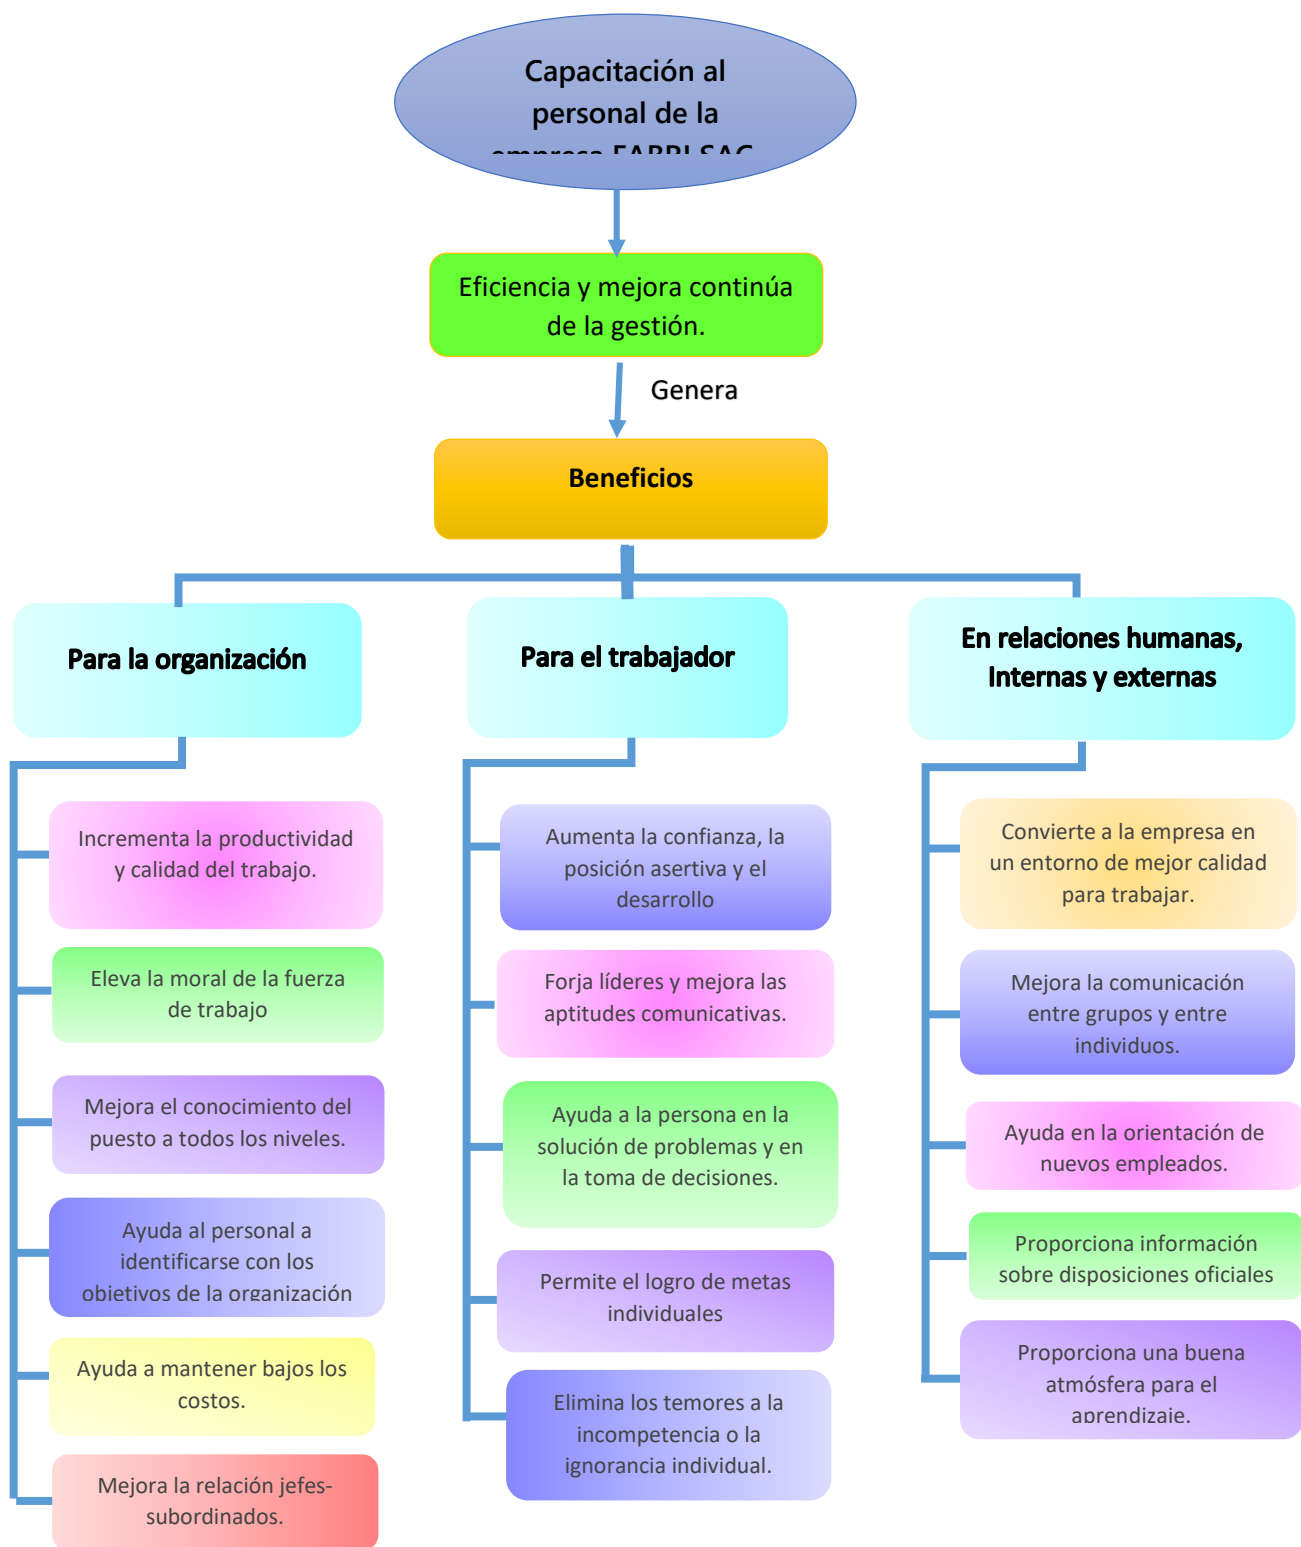 Capacitación al
personal de la
empresa FABRI SAC
Eficiencia y mejora continúa
de la gestión.
Genera
Beneficios
Para la organización
Incrementa la productividad
y calidad del trabajo.
Eleva la moral de la fuerza
de trabajo
Mejora el conocimiento del
puesto a todos los niveles.
Ayuda al personal a
identificarse con los
objetivos de la organización
Ayuda a mantener bajos los
costos.
Mejora la relación jefes-
subordinados.
Para el trabajador
Aumenta la confianza, la
posición asertiva y el
desarrollo
Forja líderes y mejora las
aptitudes comunicativas.
Ayuda a la persona en la
solución de problemas y en
la toma de decisiones.
Permite el logro de metas
individuales
Elimina los temores a la
incompetencia o la
ignorancia individual.
En relaciones humanas,
Internas y externas
Convierte a la empresa en
un entorno de mejor calidad
para trabajar.
Mejora la comunicación
entre grupos y entre
individuos.
Ayuda en la orientación de
nuevos empleados.
Proporciona información
sobre disposiciones oficiales
Proporciona una buena
atmósfera para el
aprendizaje.